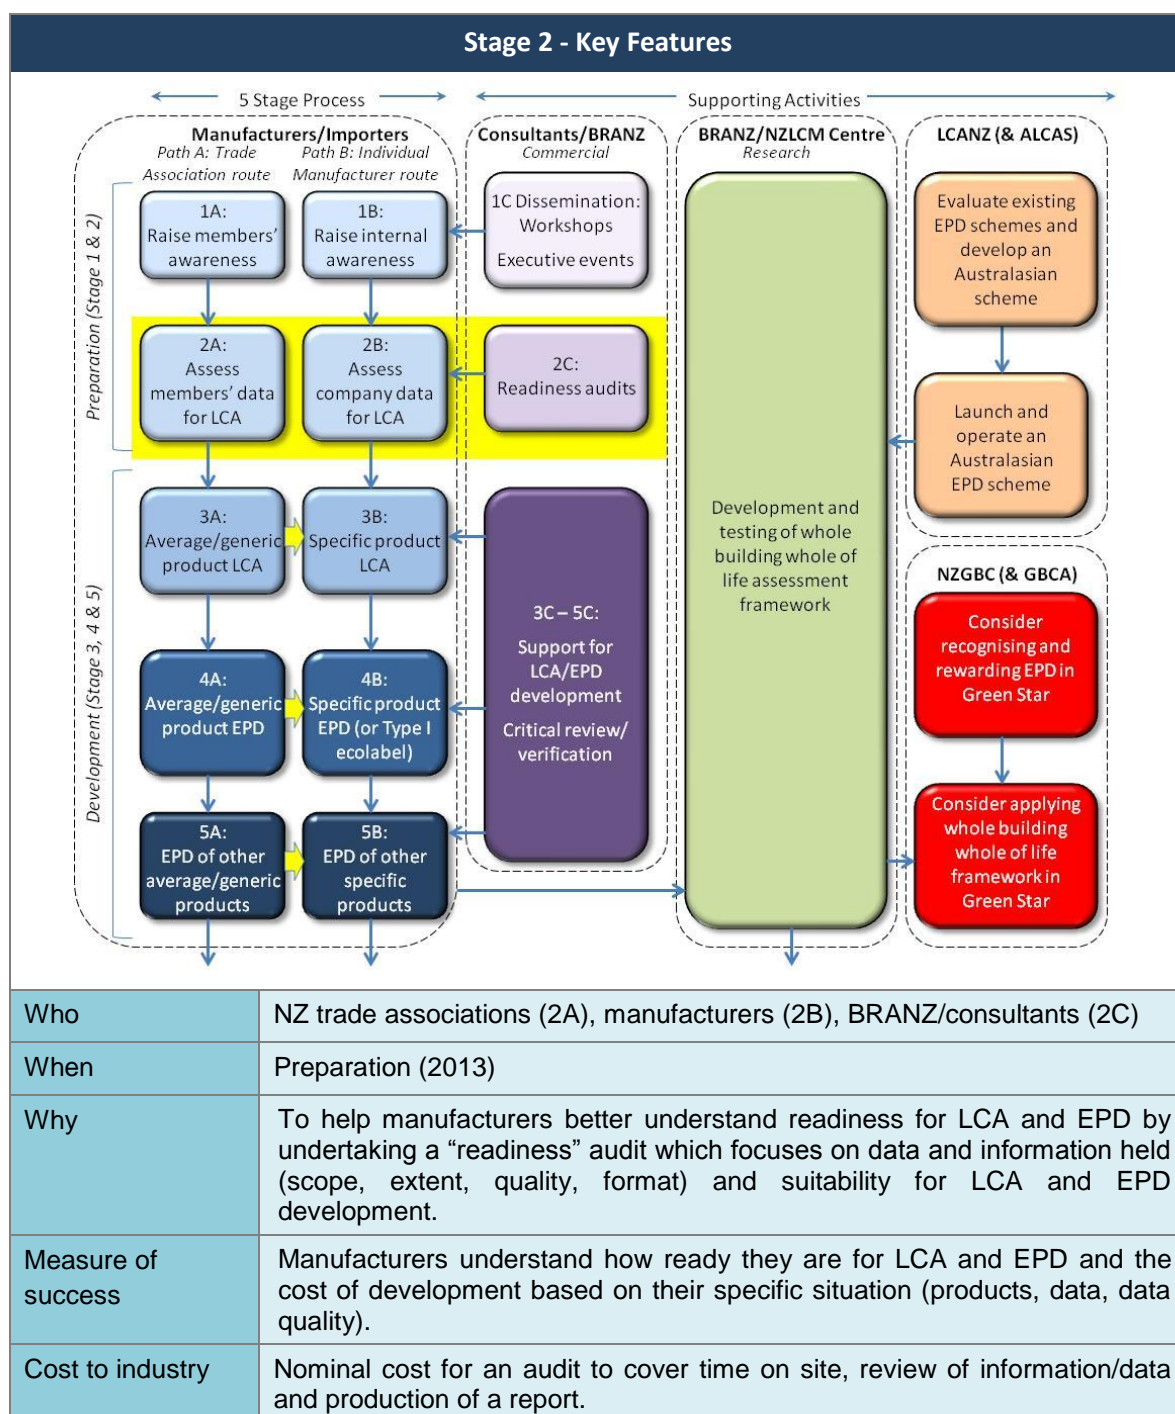 Stage 2 - Key Features
5 Stage Process
Supporting Activities
Manufacturers/Importers
Path A: Trade
Association route
Path B: Individual
Manufacturer route
Consultants/BRANZ
Commercial
BRANZ/NZLCM Centre
Research
LCANZ (& ALCAS)
Preparation (Stage 1 & 2)
1A:
Raise members'
awareness
1B:
Raise internal
awareness
1C Dissemination:
Workshops
Executive events
Evaluate existing
EPD schemes and
develop an
Australasian
scheme
2A:
Assess
members' data
for LCA
2B:
Assess
company data
for LCA
2C:
Readiness audits
Launch and
operate an
Australasian
EPD scheme
Development (Stage 3, 4 & 5)
3A:
Average/generic
product LCA
3B:
Specific product
LCA
3C – 5C:
Support for
LCA/EPD
development
Critical review/
verification
Development and
testing of whole
building whole of
life assessment
framework
NZGBC (& GBCA)
Consider
recognising and
rewarding EPD in
Green Star
4A:
Average/generic
product EPD
4B:
Specific product
EPD (or Type I
ecolabel)
5A:
EPD of other
average/generic
products
5B:
EPD of other
specific
products
Consider applying
whole building
whole of life
framework in
Green Star
Who
NZ trade associations (2A), manufacturers (2B), BRANZ/consultants (2C)
When
Preparation (2013)
Why
To help manufacturers better understand readiness for LCA and EPD by
undertaking a “readiness” audit which focuses on data and information held
(scope, extent, quality, format) and suitability for LCA and EPD
development.
Measure of
success
Manufacturers understand how ready they are for LCA and EPD and the
cost of development based on their specific situation (products, data, data
quality).
Cost to industry
Nominal cost for an audit to cover time on site, review of information/data
and production of a report.